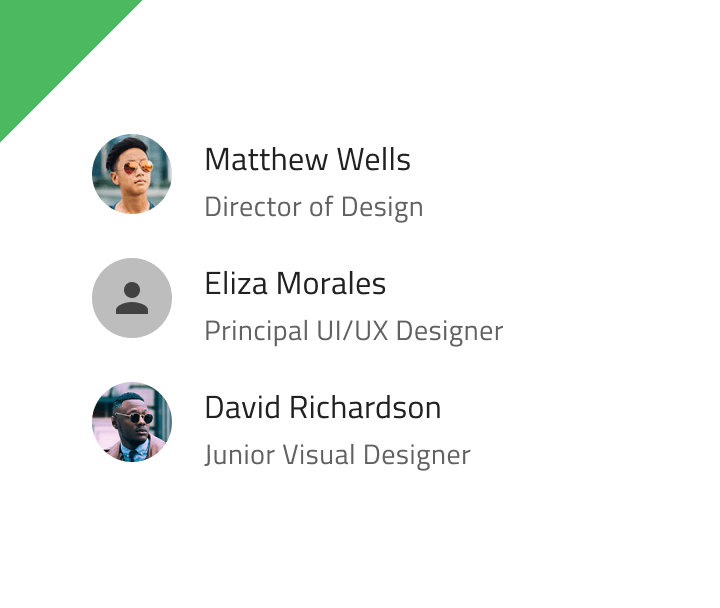 Matthew Wells
Director of Design
Eliza Morales
Principal UI/UX Designer
David Richardson
Junior Visual Designer